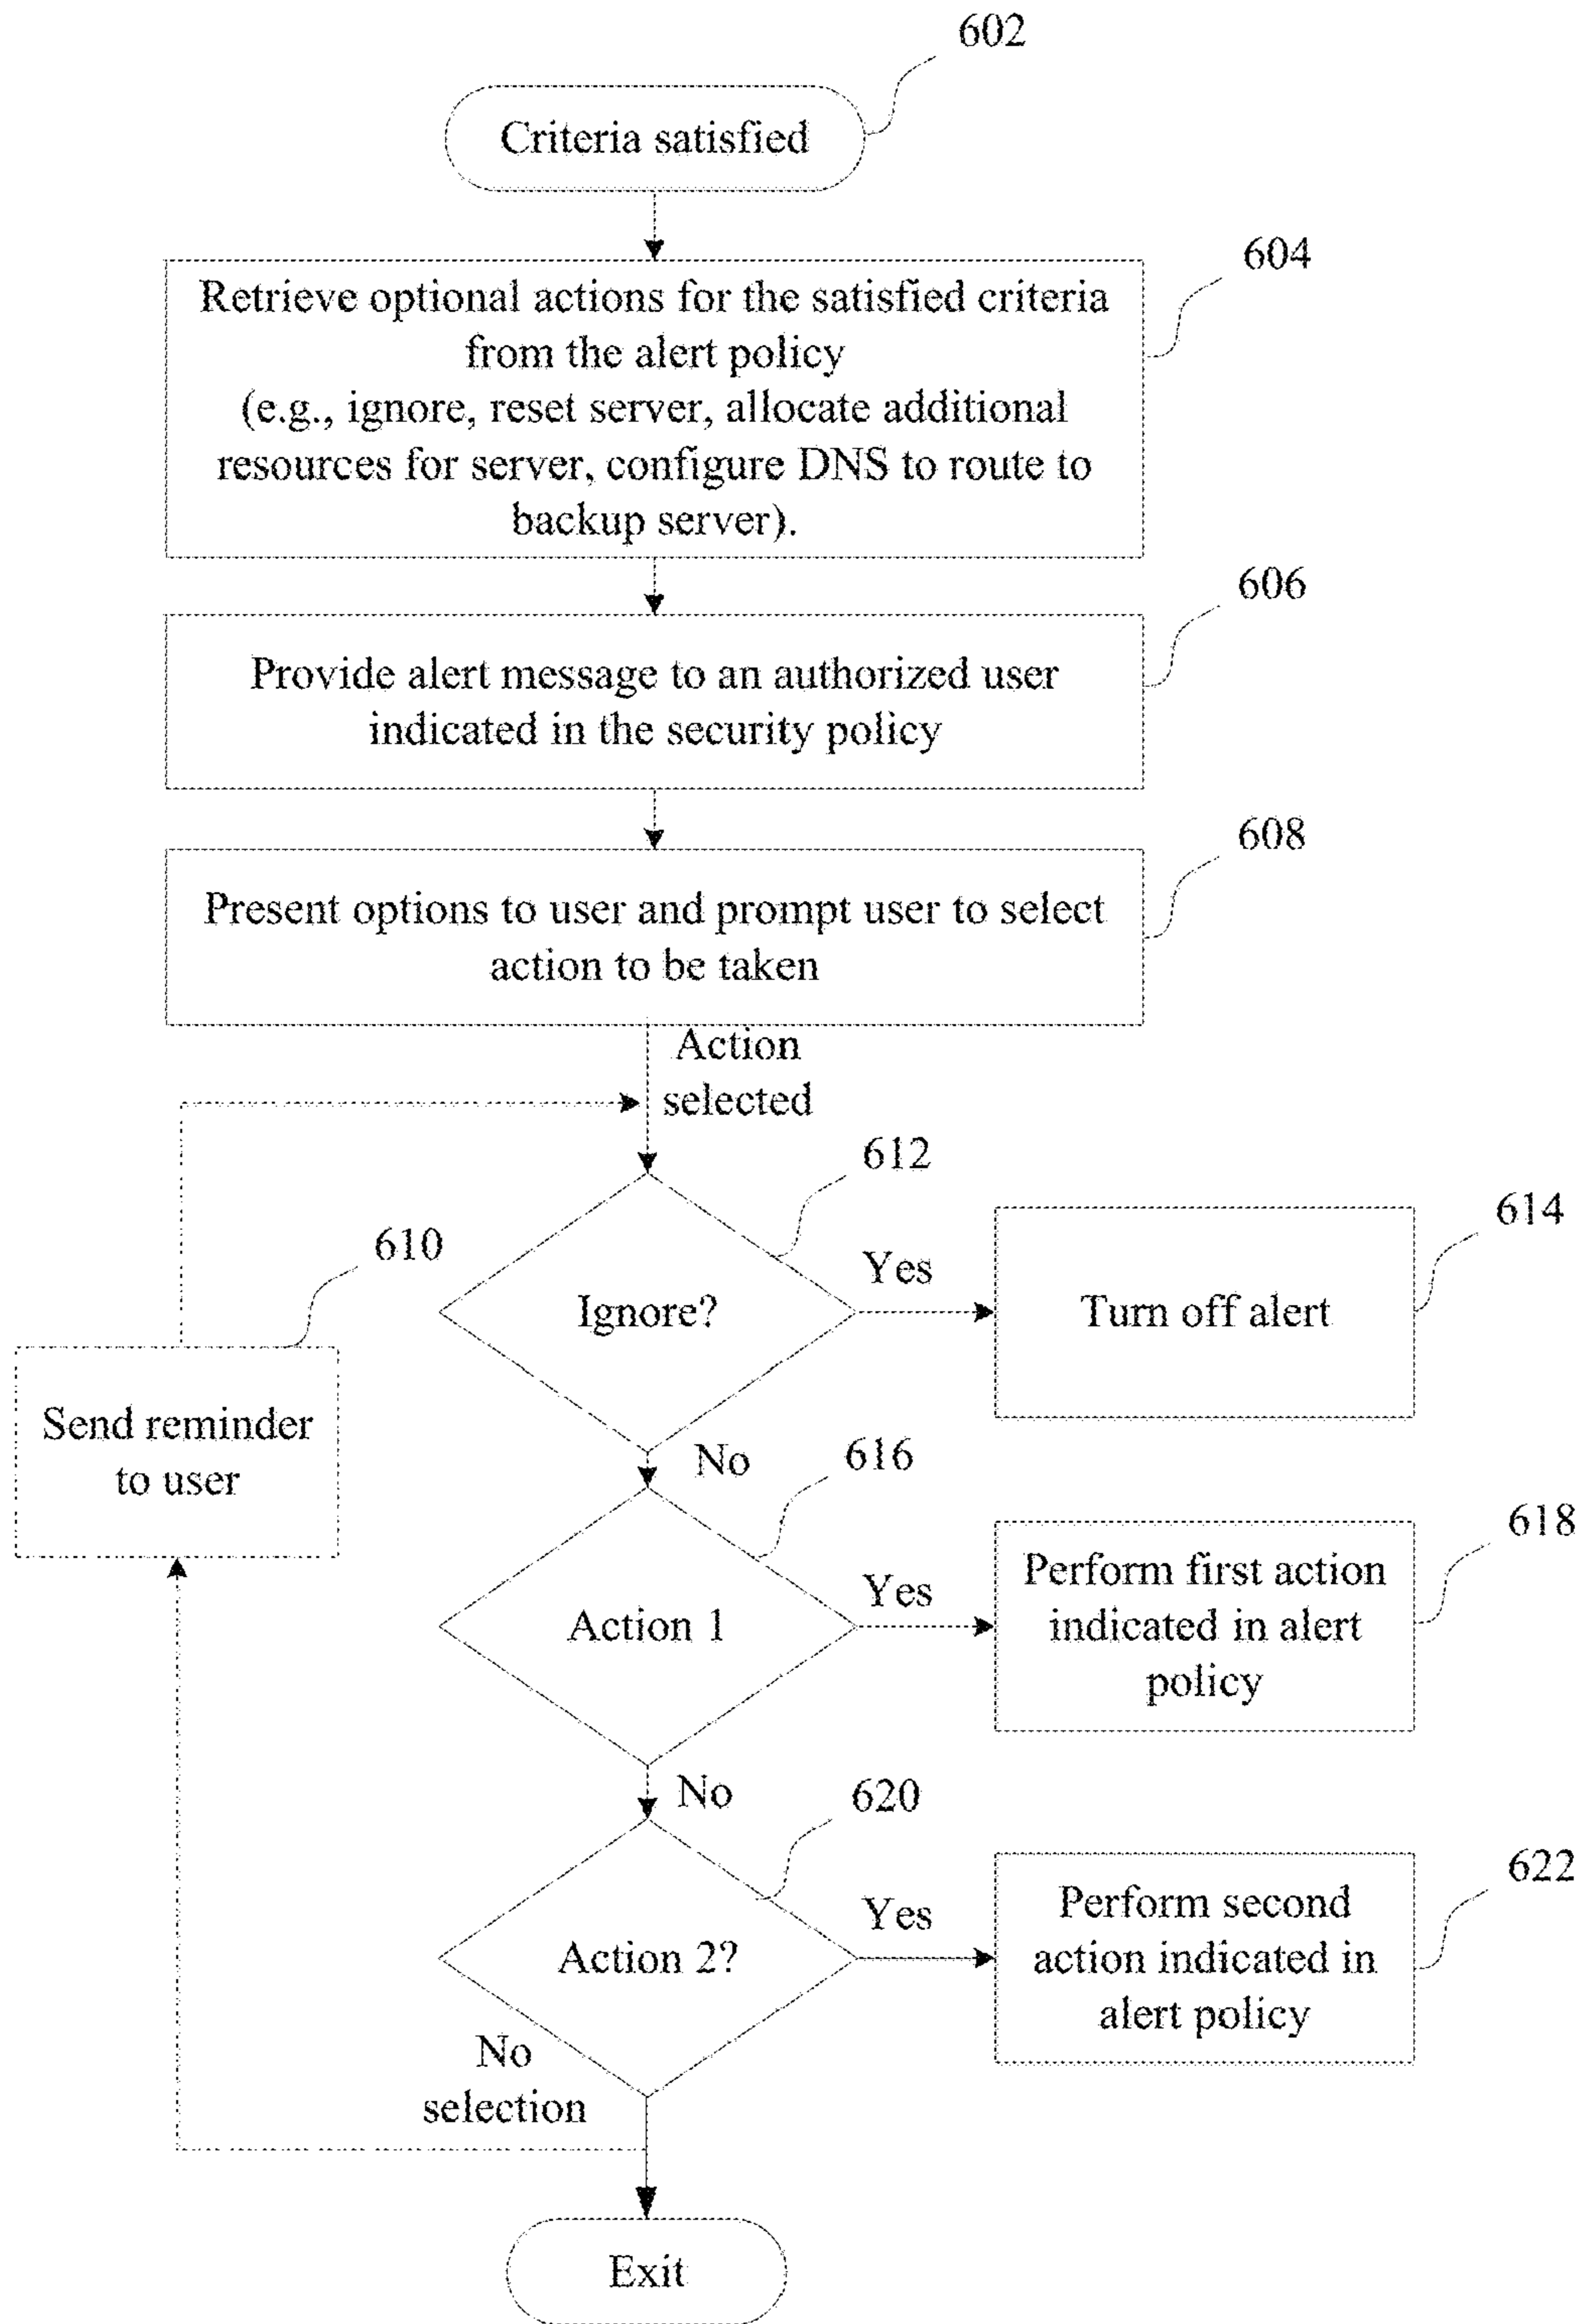 602
Criteria satisfied
604
Retrieve optional actions for the satisfied criteria
from the alert policy
(e.g., ignore, reset server, allocate additional
resources for server, configure DNS to route to
backup server).
606
Provide alert message to an authorized user
indicated in the security policy
608
Present options to user and prompt user to select
action to be taken
Action
selected
612
Ignore?
Yes
614
Turn off alert
610
Send reminder
to user
No
616
Action 1
Yes
618
Perform first action
indicated in alert
policy
No
620
Action 2?
Yes
622
Perform second
action indicated in
alert policy
No
selection
Exit